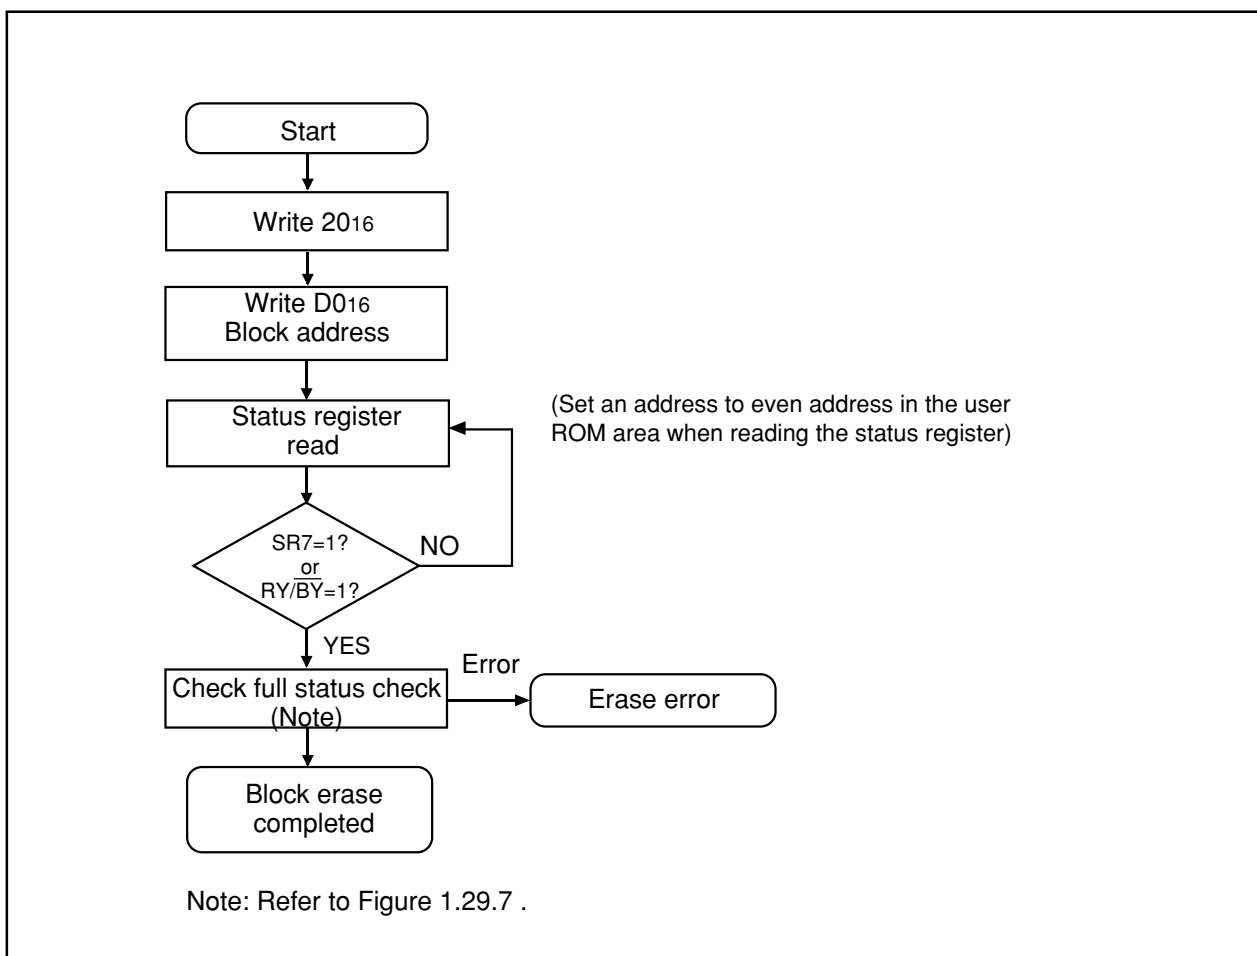 Start
Write 2016
Write D016
Block address
Status register
read
(Set an address to even address in the user
ROM area when reading the status register)
SR7=1?
or
RY/B̅Y̅=1?
NO
YES
Check full status check
(Note)
Error
Erase error
Block erase
completed
Note: Refer to Figure 1.29.7 .